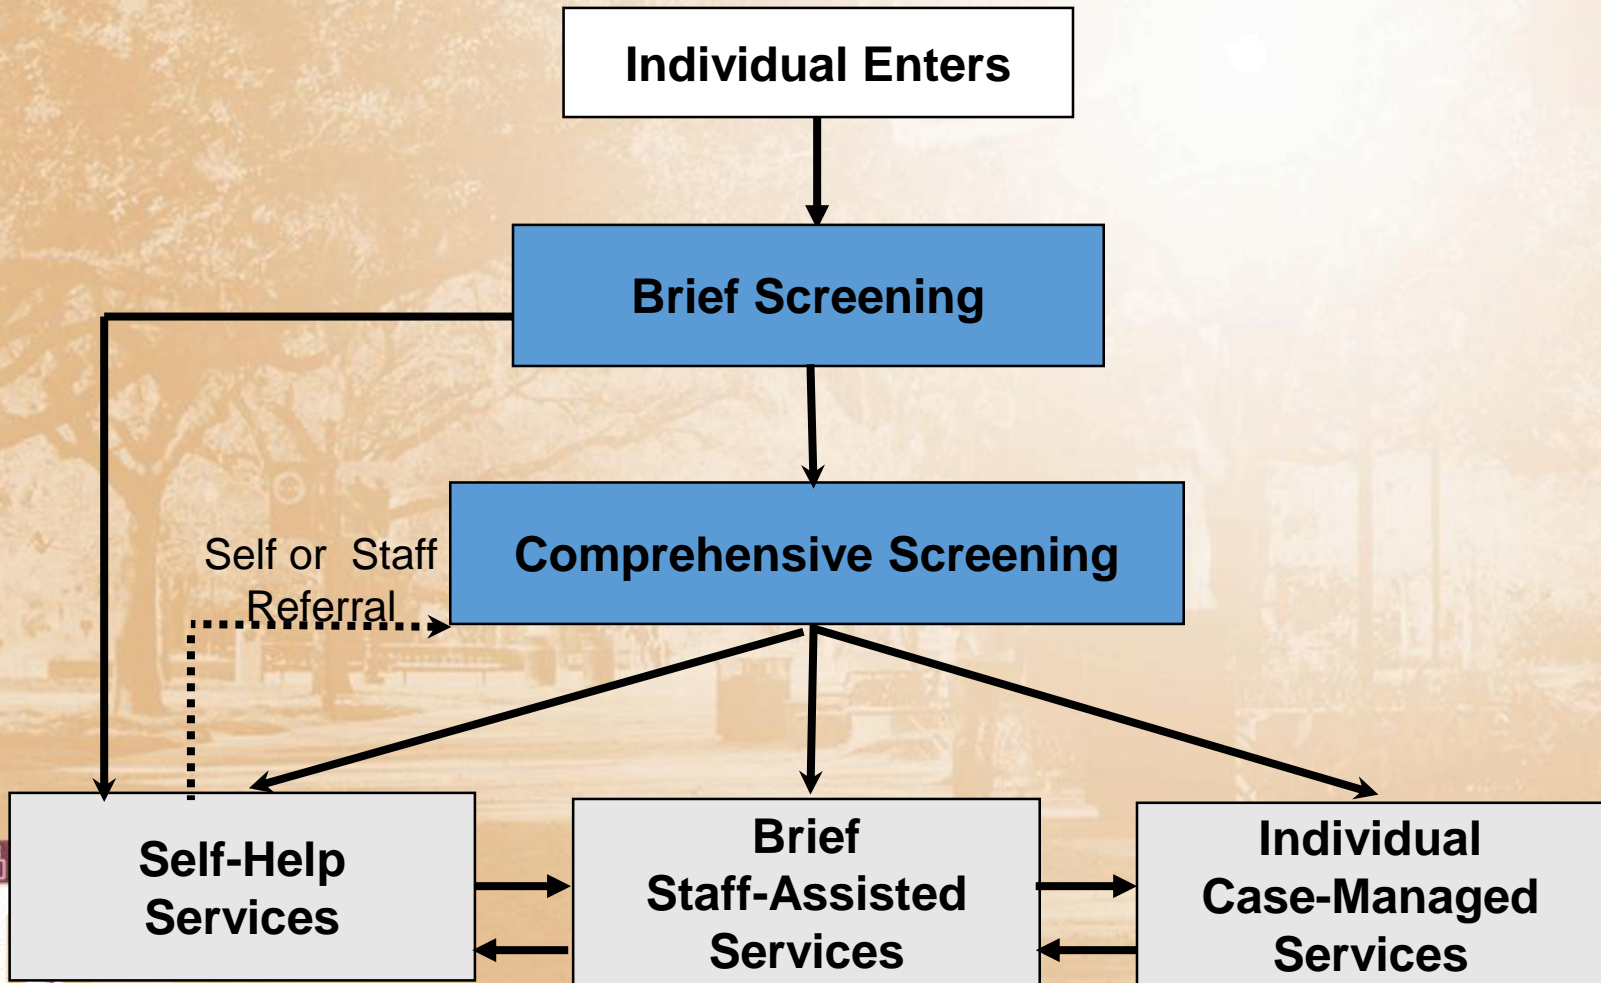 Individual Enters
Brief Screening
Comprehensive Screening
Self or Staff
Referral
Self-Help
Services
Brief
Staff-Assisted
Services
Individual
Case-Managed
Services